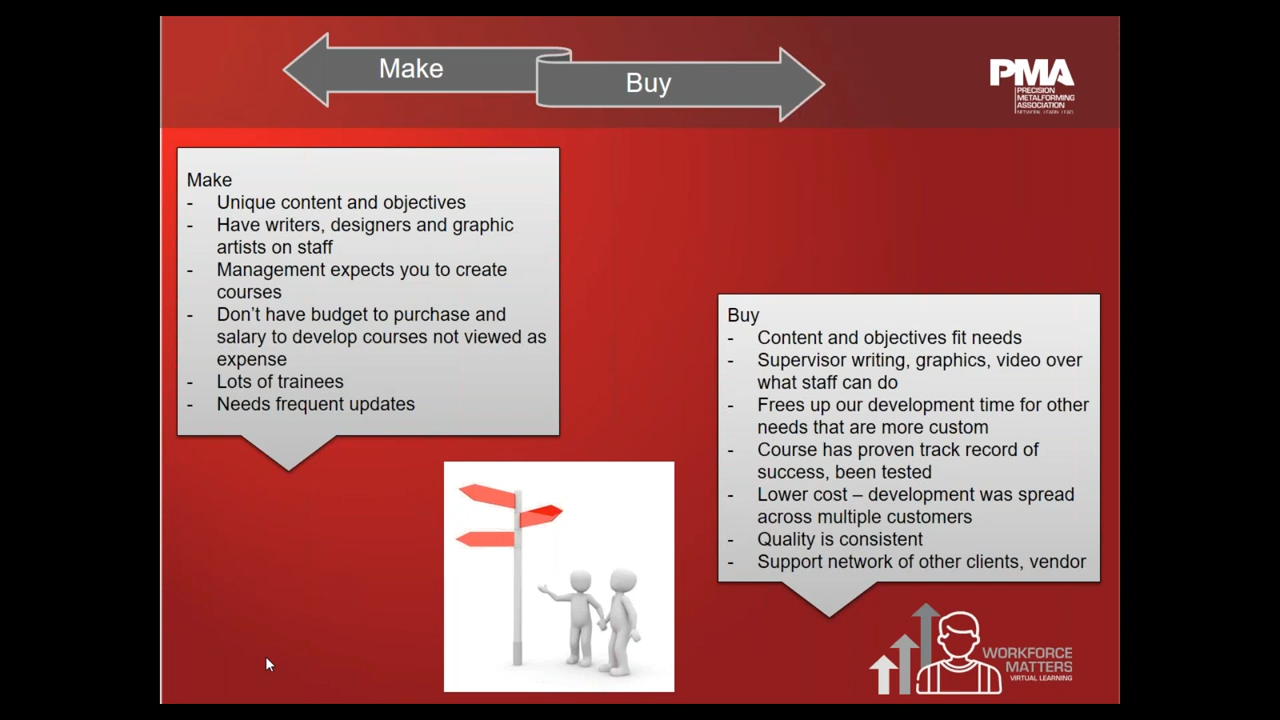 Make
Buy
PMA
PRECISION
METALFORMING
ASSOCIATION
NETWORK. LEARN. LEAD.
Make
- Unique content and objectives
- Have writers, designers and graphic
artists on staff
- Management expects you to create
courses
- Don’t have budget to purchase and
salary to develop courses not viewed as
expense
- Lots of trainees
- Needs frequent updates
Buy
- Content and objectives fit needs
- Supervisor writing, graphics, video over
what staff can do
- Frees up our development time for other
needs that are more custom
- Course has proven track record of
success, been tested
- Lower cost – development was spread
across multiple customers
- Quality is consistent
- Support network of other clients, vendor
WORKFORCE
MATTERS
VIRTUAL LEARNING